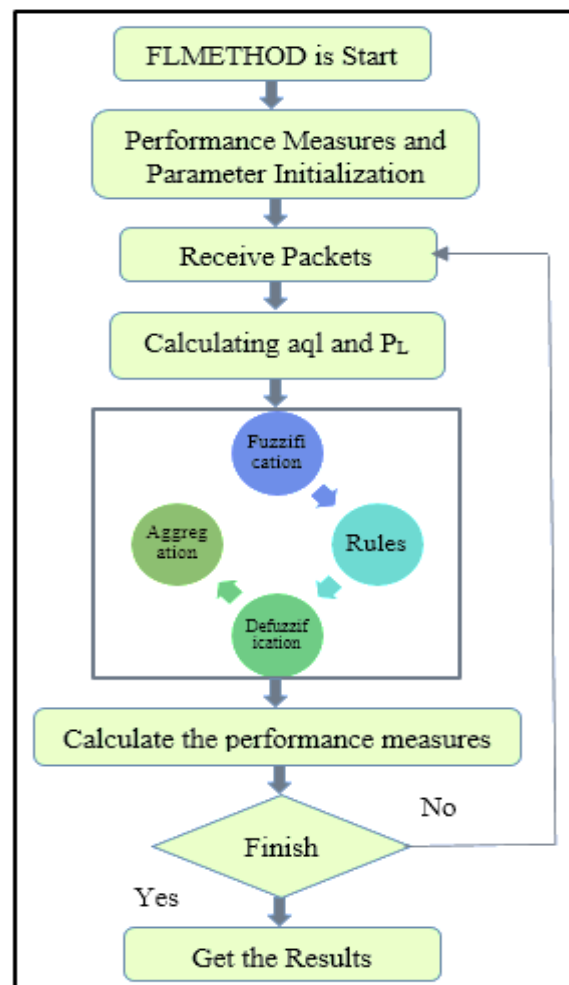 FLMETHOD is Start
Performance Measures and
Parameter Initialization
Receive Packets
Calculating aql and PL
Fuzzifi
cation
Rules
Aggreg
ation
Defuzzif
ication
Calculate the performance measures
No
Finish
Yes
Get the Results